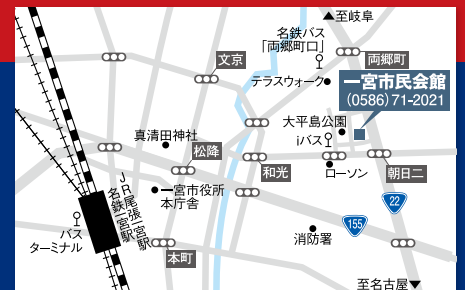 ▲至岐阜
名鉄バス
「両郷町口」
両郷町
文京
テラスウォーク
一宮市民会館
(0586)71-2021
大平島公園
iバス
真清田神社
松降
和光
ローソン
朝日二
一宮市役所
本庁舎
JR尾張一宮駅
名鉄一宮駅
22
155
バス
ターミナル
消防署
本町
至名古屋▼